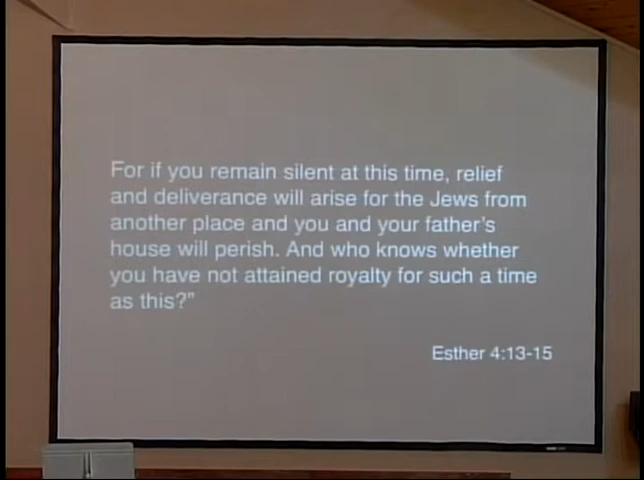 For if you remain silent at this time, relief
and deliverance will arise for the Jews from
another place and you and your father's
house will perish. And who knows whether
you have not attained royalty for such a time
as this?"
Esther 4:13-15